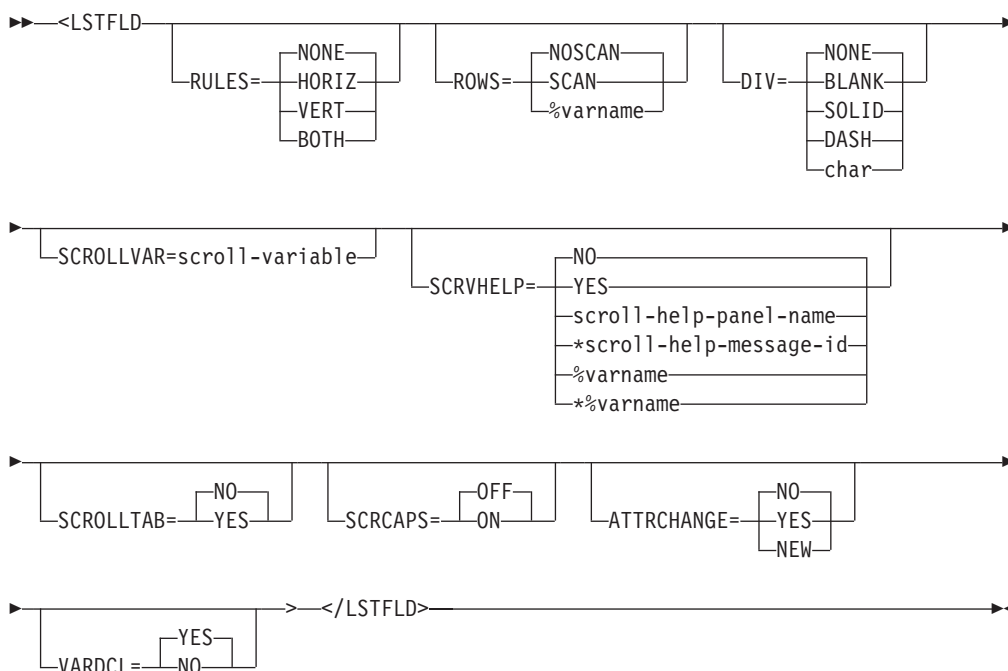 <LSTFLD
NONE NOSCAN NONE
RULES= HORIZ ROWS= SCAN DIV= BLANK
VERT %varname SOLID
BOTH DASH
char
SCROLLVAR=scroll-variable NO
SCRVHELP= YES
scroll-help-panel-name
*scroll-help-message-id
%varname
*%varname
NO OFF NO
SCROLLTAB= YES SCRCAPS= ON ATTRCHANGE= YES
NEW
> </LSTFLD>
YES
VARDCL= NO